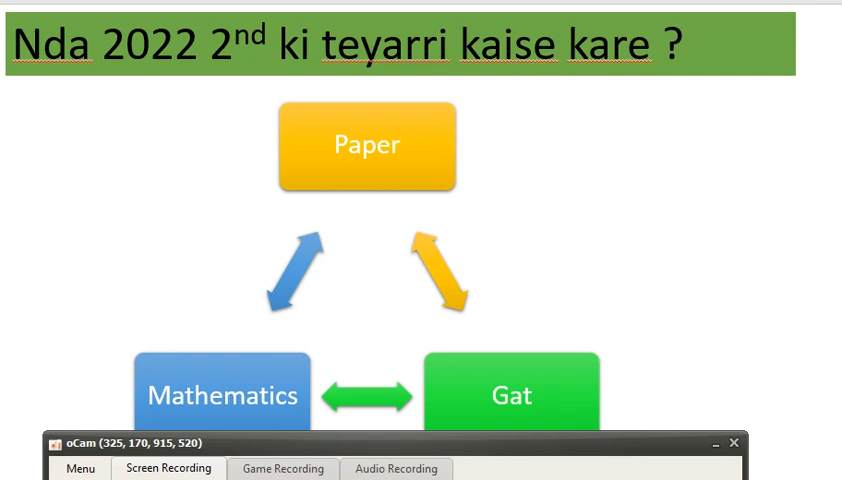 Nda 2022 2nd ki teyarri kaise kare ?
Paper
Mathematics
Gat
oCam (325, 170, 915, 520)
Menu
Screen Recording
Game Recording
Audio Recording